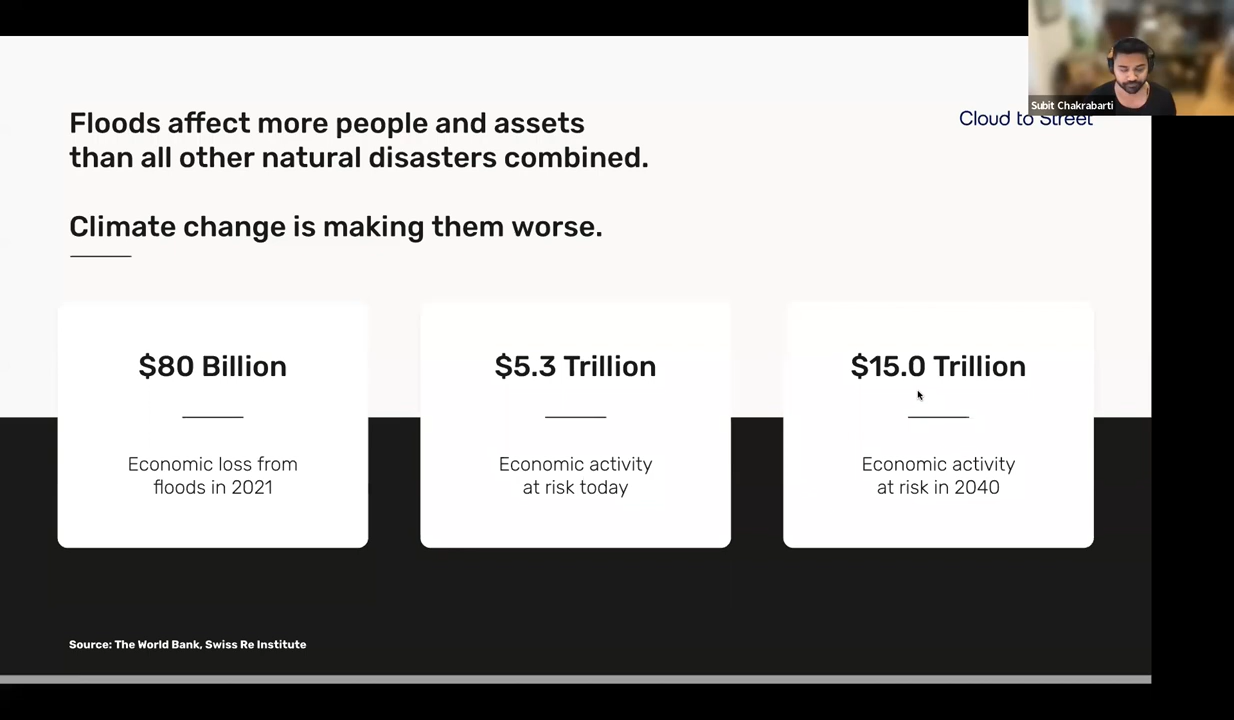 Subit Chakrabarti
Cloud to Street
Floods affect more people and assets
than all other natural disasters combined.
Climate change is making them worse.
$80 Billion
Economic loss from
floods in 2021
$5.3 Trillion
Economic activity
at risk today
$15.0 Trillion
Economic activity
at risk in 2040
Source: The World Bank, Swiss Re Institute